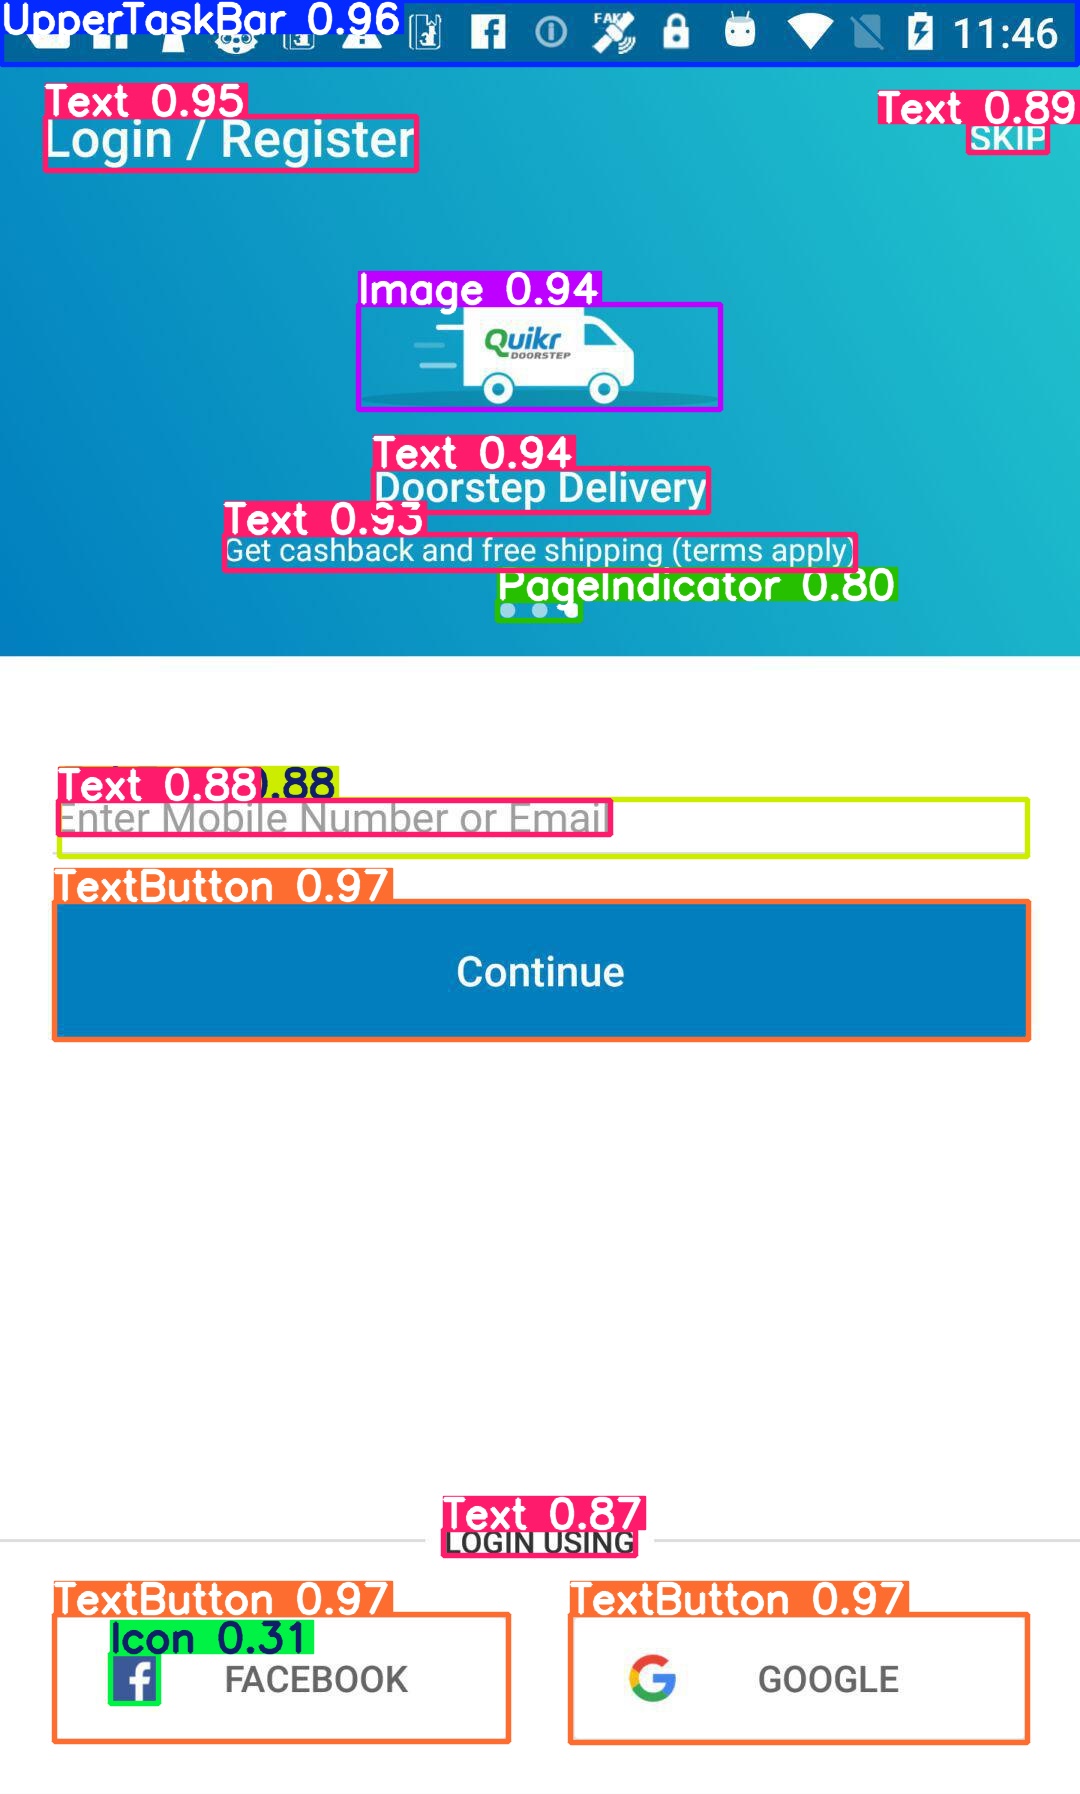 UpperTaskBar 0.96
FAK
11:46
Text 0.95
Text 0.89
Login / Register
SKIP
Image 0.94
Quikr
DOORSTEP
Text 0.94
Doorstep Delivery
Text 0.93
Get cashback and free shipping (terms apply)
PageIndicator 0.80
Text 0.88
0.88
Enter Mobile Number or Email
TextButton 0.97
Continue
Text 0.87
LOGIN USING
TextButton 0.97
TextButton 0.97
Icon 0.31
FACEBOOK
GOOGLE